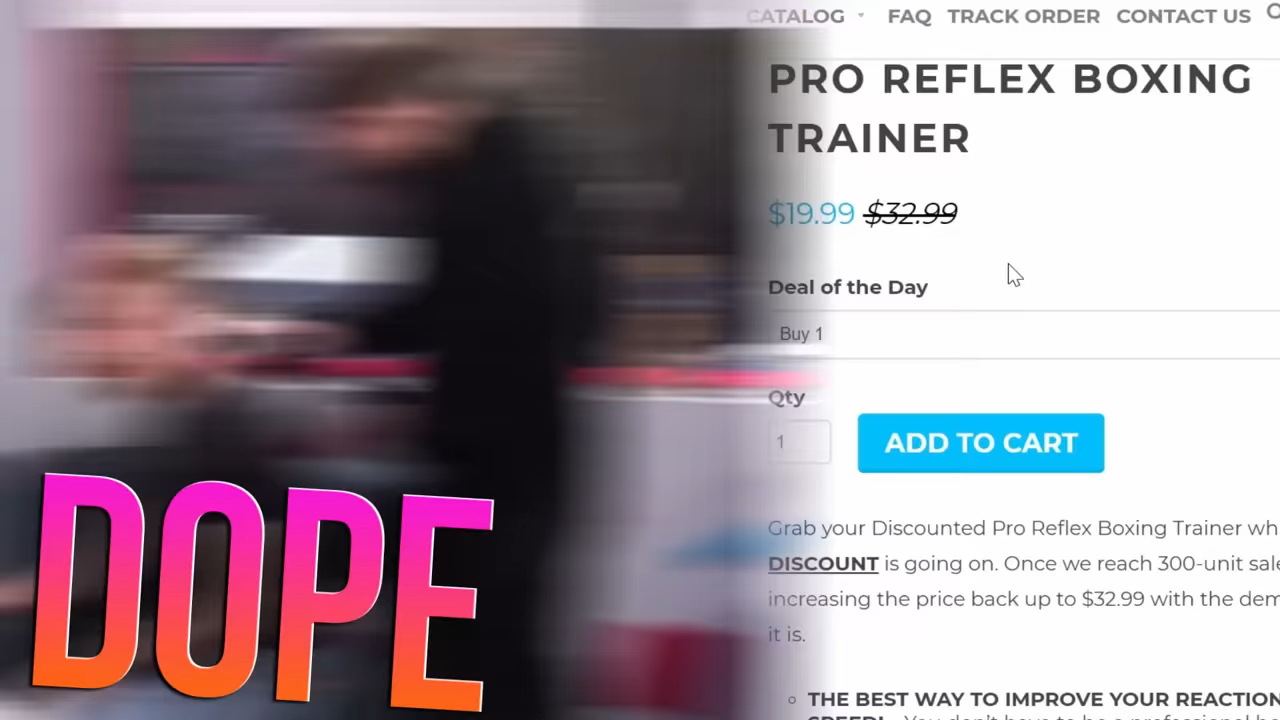 CATALOG FAQ TRACK ORDER CONTACT US
PRO REFLEX BOXING
TRAINER
$19.99 $32.99
Deal of the Day
Buy 1
Qty
1
ADD TO CART
Grab your Discounted Pro Reflex Boxing Trainer wh
DISCOUNT is going on. Once we reach 300-unit sal
increasing the price back up to $32.99 with the dem
it is.
THE BEST WAY TO IMPROVE YOUR REACTION
SPEED!
DOPE